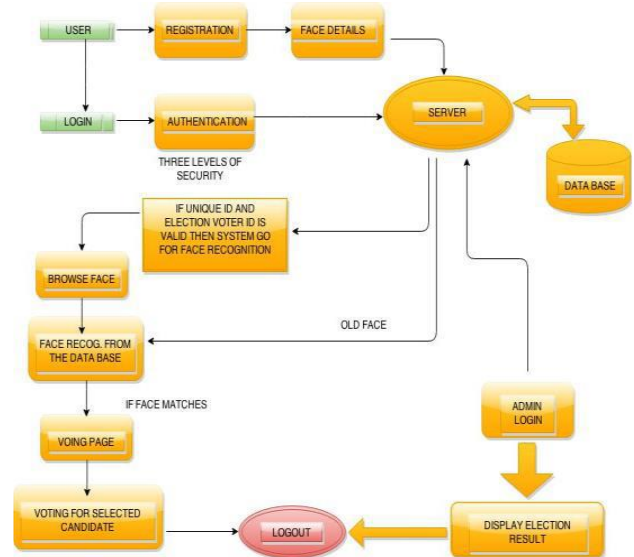 USER
REGISTRATION
FACE DETAILS
LOGIN
AUTHENTICATION
SERVER
THREE LEVELS OF
SECURITY
DATA BASE
IF UNIQUE ID AND
ELECTION VOTER ID IS
VALID THEN SYSTEM GO
FOR FACE RECOGNITION
BROWSE FACE
OLD FACE
FACE RECOG. FROM
THE DATA BASE
IF FACE MATCHES
ADMIN
LOGIN
VOING PAGE
VOTING FOR SELECTED
CANDIDATE
LOGOUT
DISPLAY ELECTION
RESULT